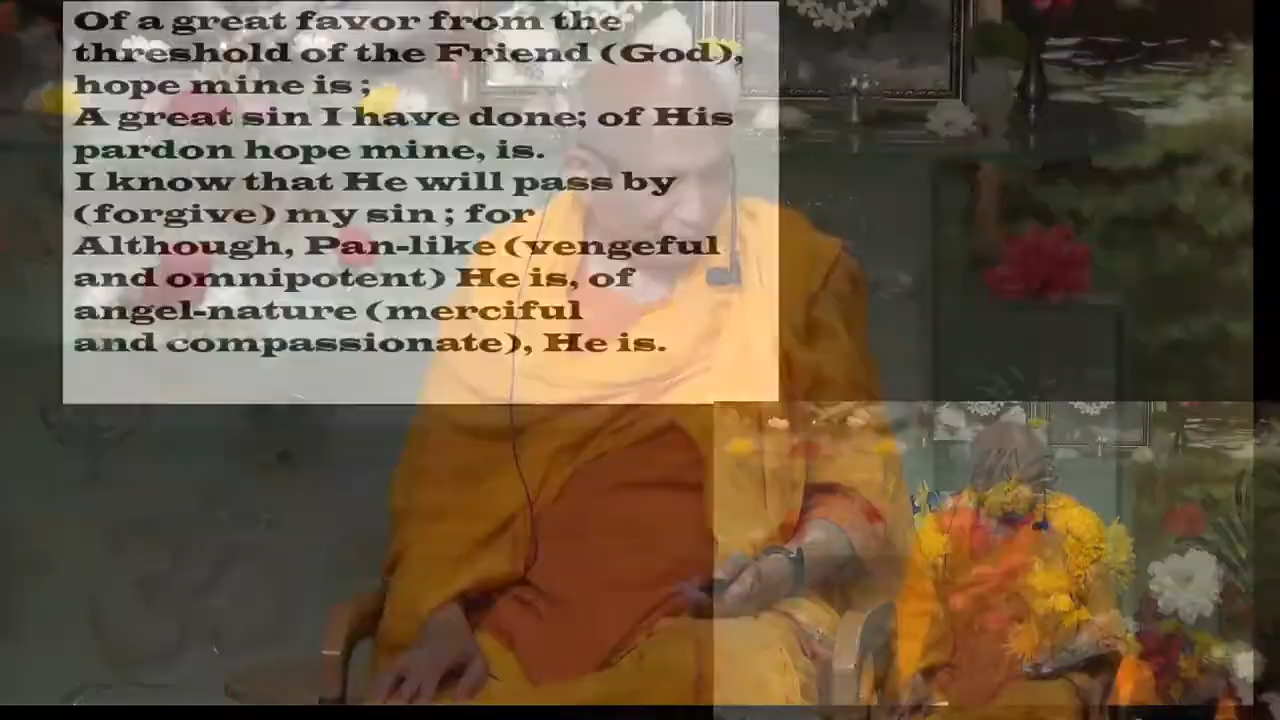 Of a great favor from the
threshold of the Friend (God),
hope mine is ;
A great sin I have done; of His
pardon hope mine, is.
I know that He will pass by
(forgive) my sin ; for
Although, Pan-like (vengeful
and omnipotent) He is, of
angel-nature (merciful
and compassionate), He is.